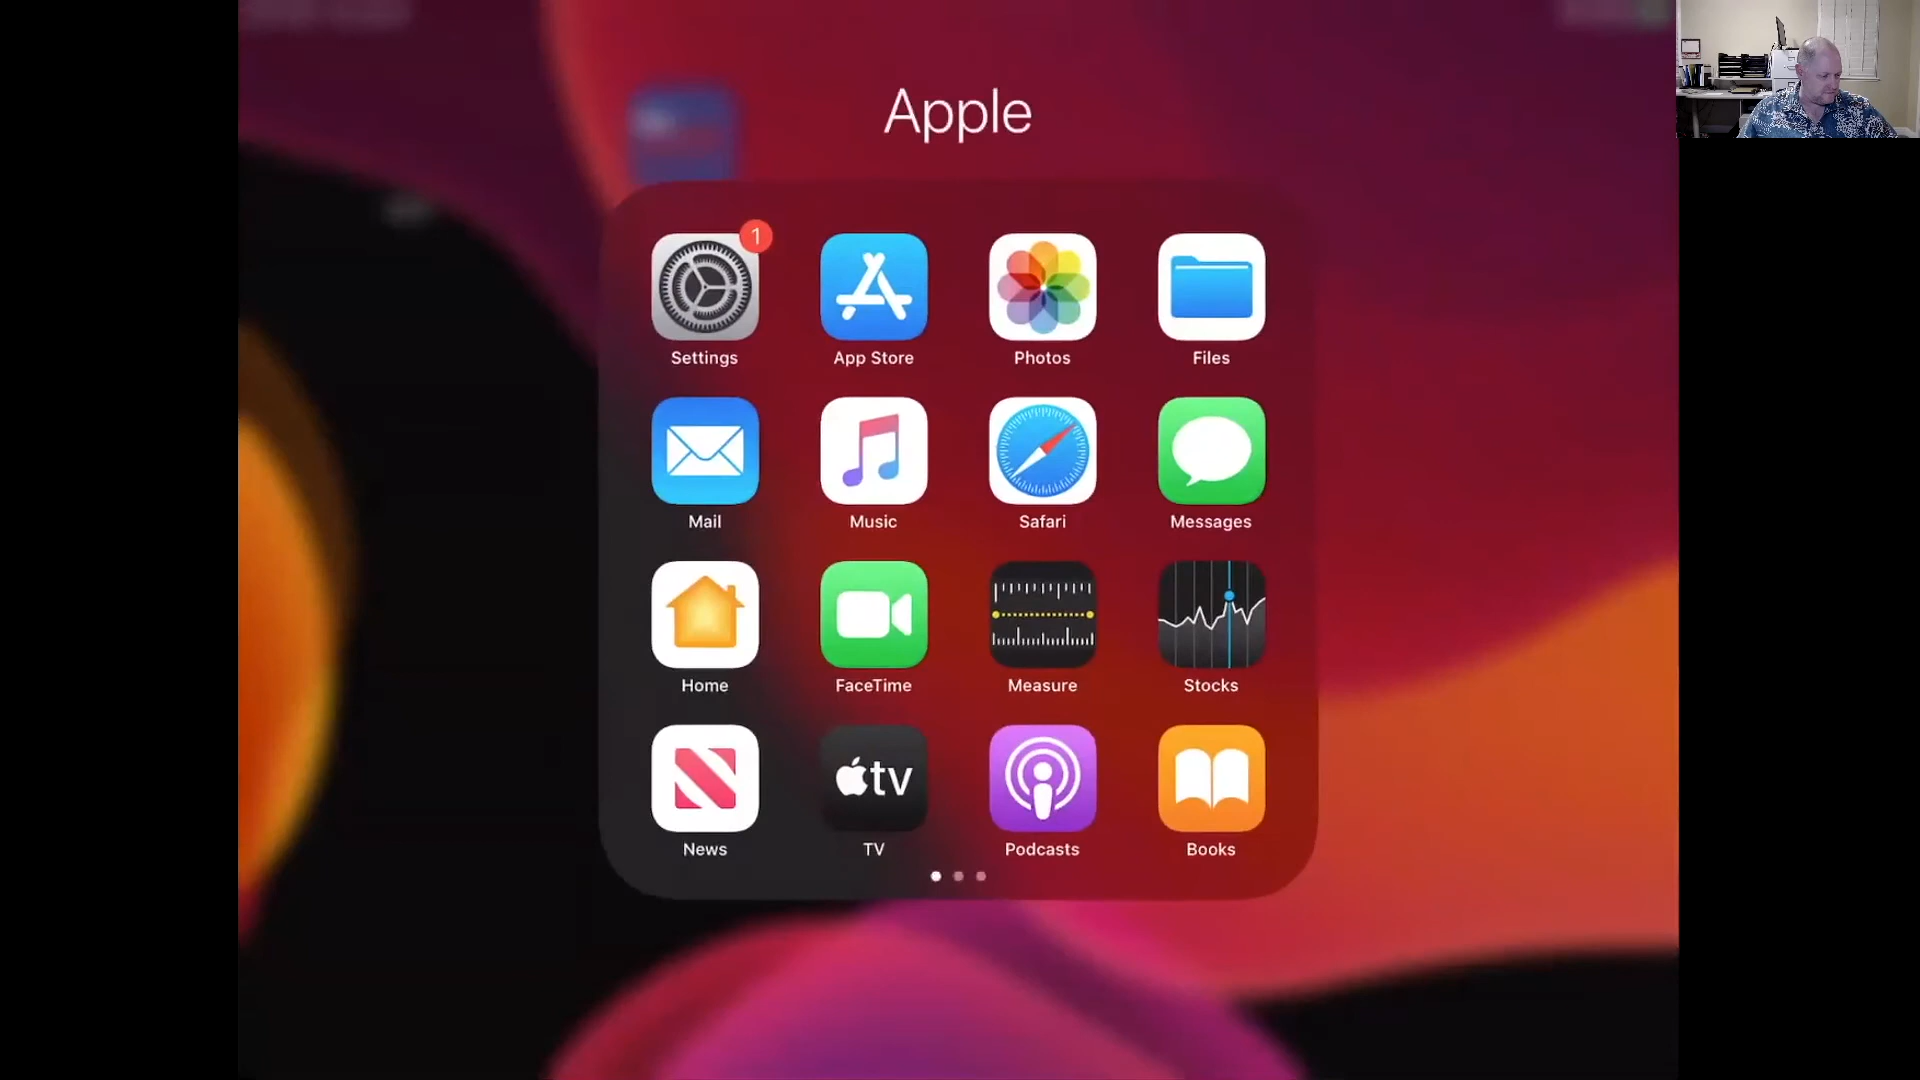 Apple
1
Settings App Store Photos Files
Mail Music Safari Messages
Home FaceTime Measure Stocks
tv
News TV Podcasts Books